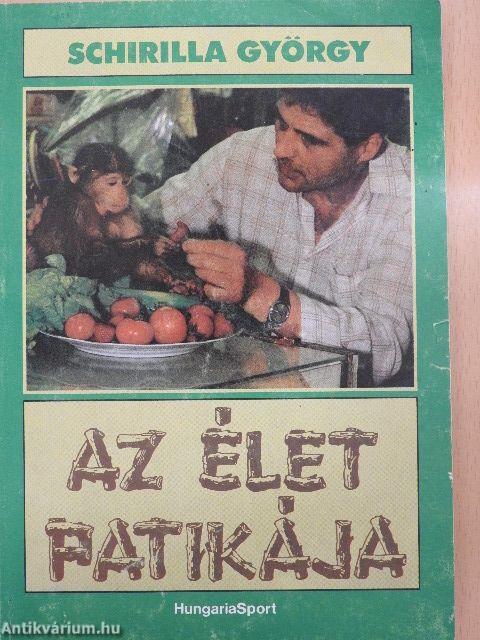 SCHIRILLA GYÖRGY
AZ ÉLET
PATIKÁJA
HungariaSport
Antikvárium.hu